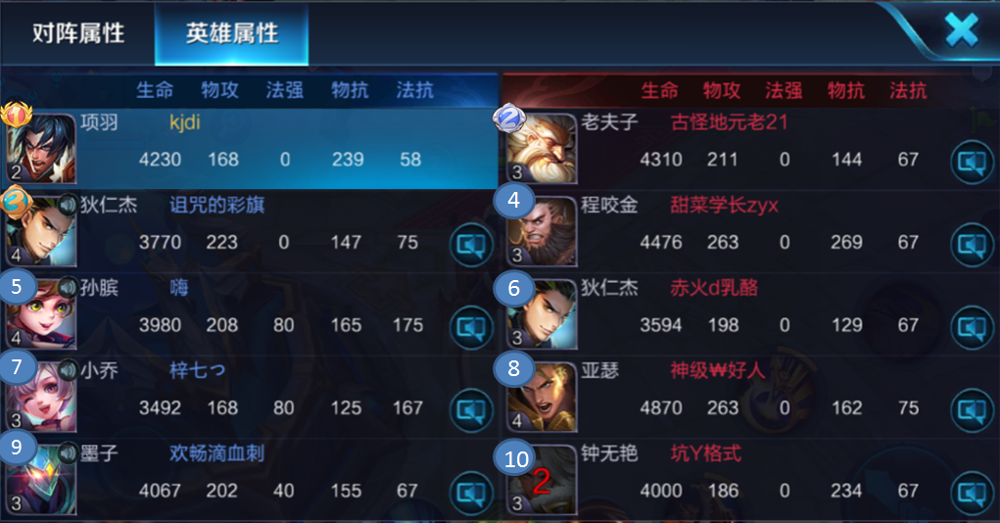 对阵属性 英雄属性
生命 物攻 法强 物抗 法抗 生命 物攻 法强 物抗 法抗
1 项羽 kjdi 2 老夫子 古怪地元老21
2 4230 168 0 239 58 3 4310 211 0 144 67
3 狄仁杰 诅咒的彩旗 4 程咬金 甜菜学长zyx
4 3770 223 0 147 75 3 4476 263 0 269 67
5 孙膑 嗨 6 狄仁杰 赤火d乳酪
4 3980 208 80 165 175 3 3594 198 0 129 67
7 小乔 梓七つ 8 亚瑟 神级₩好人
3 3492 168 80 125 167 4 4870 263 0 162 75
9 墨子 欢畅滴血刺 10 钟无艳 坑Y格式
3 4067 202 40 155 67 3 2 4000 186 0 234 67